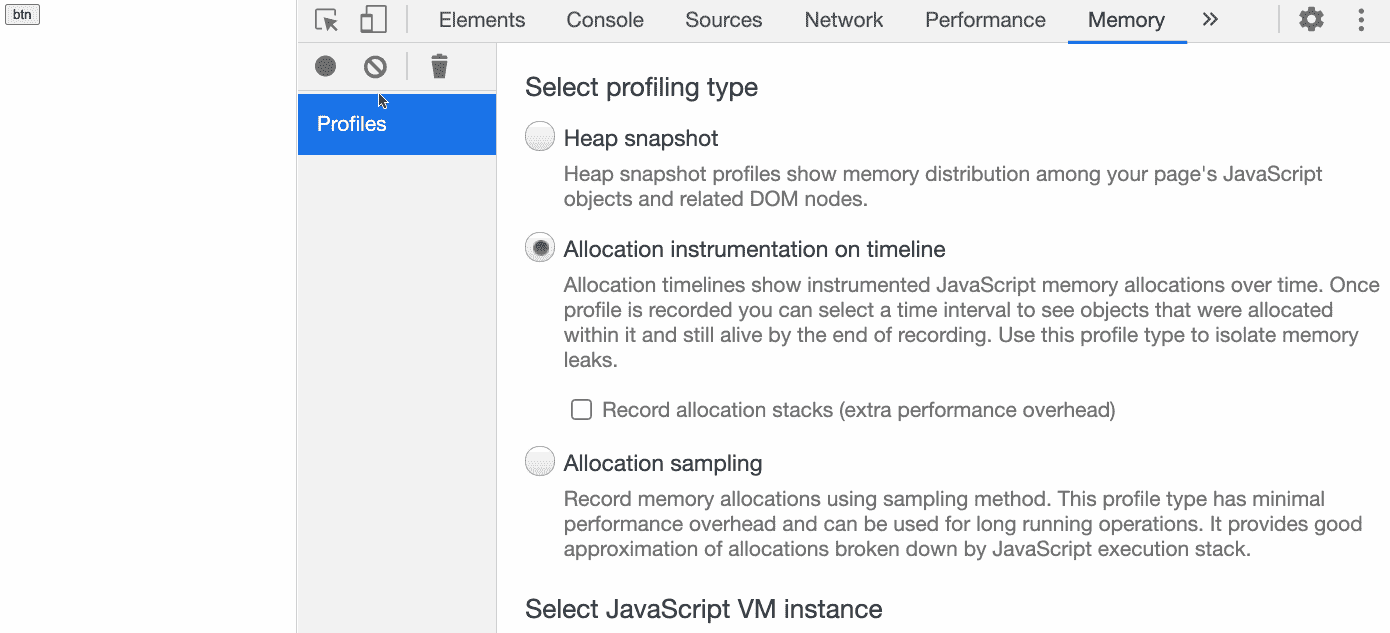 btn
Elements Console Sources Network Performance Memory
Profiles
Select profiling type
Heap snapshot
Heap snapshot profiles show memory distribution among your page's JavaScript
objects and related DOM nodes.
Allocation instrumentation on timeline
Allocation timelines show instrumented JavaScript memory allocations over time. Once
profile is recorded you can select a time interval to see objects that were allocated
within it and still alive by the end of recording. Use this profile type to isolate memory
leaks.
Record allocation stacks (extra performance overhead)
Allocation sampling
Record memory allocations using sampling method. This profile type has minimal
performance overhead and can be used for long running operations. It provides good
approximation of allocations broken down by JavaScript execution stack.
Select JavaScript VM instance